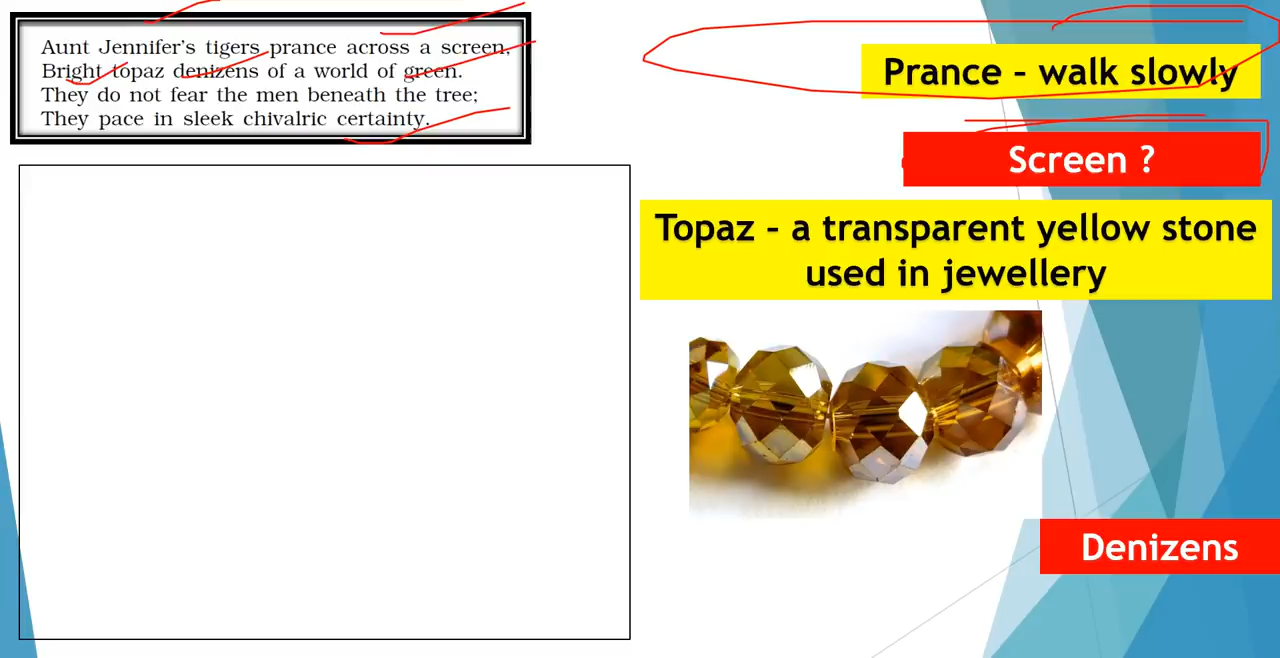 Aunt Jennifer's tigers prance across a screen,
Bright topaz denizens of a world of green.
They do not fear the men beneath the tree;
They pace in sleek chivalric certainty.
Prance - walk slowly
Screen ?
Topaz - a transparent yellow stone
used in jewellery
Denizens